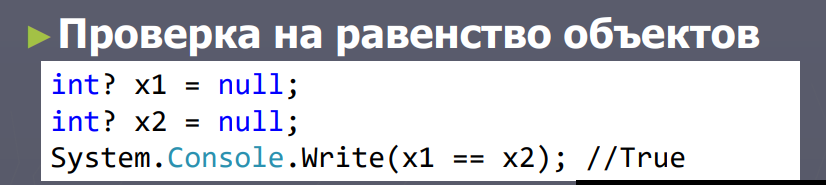 ►Проверка на равенство объектов
int? x1 = null;
int? x2 = null;
System.Console.Write(x1 == x2); //True